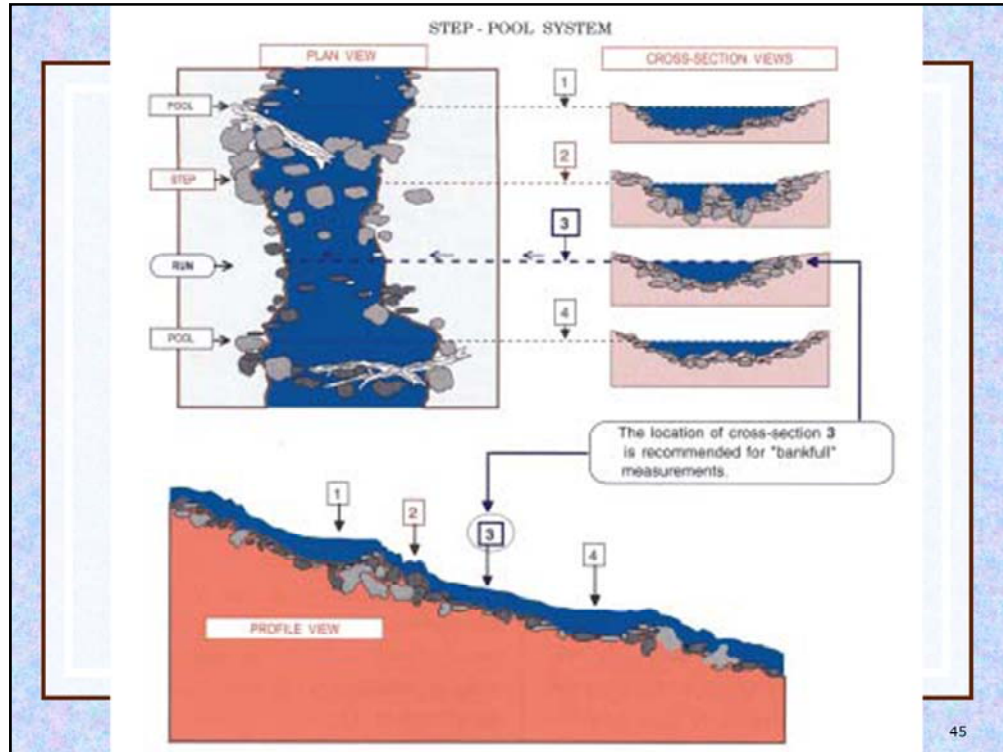 STEP - POOL SYSTEM
PLAN VIEW
CROSS-SECTION VIEWS
1
POOL
2
STEP
3
RUN
4
POOL
The location of cross-section 3
is recommended for "bankfull"
measurements.
1
2
3
4
PROFILE VIEW
45